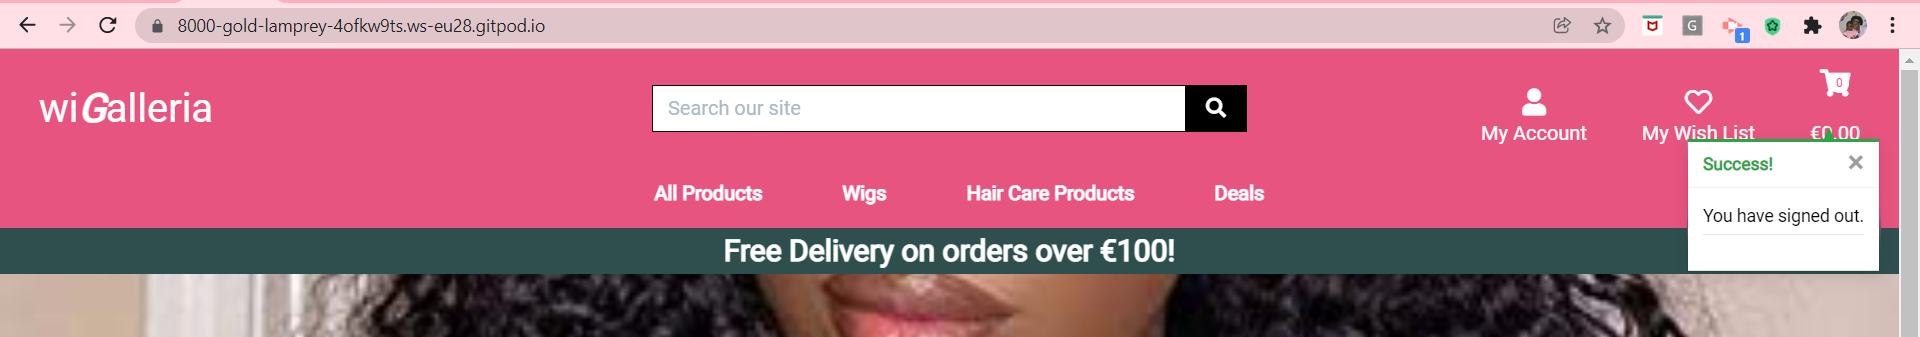 8000-gold-lamprey-4ofkw9ts.ws-eu28.gitpod.io
G
1
wiGalleria
Search our site
My Account
My Wish List
0
€0.00
Success!
×
You have signed out.
All Products
Wigs
Hair Care Products
Deals
Free Delivery on orders over €100!